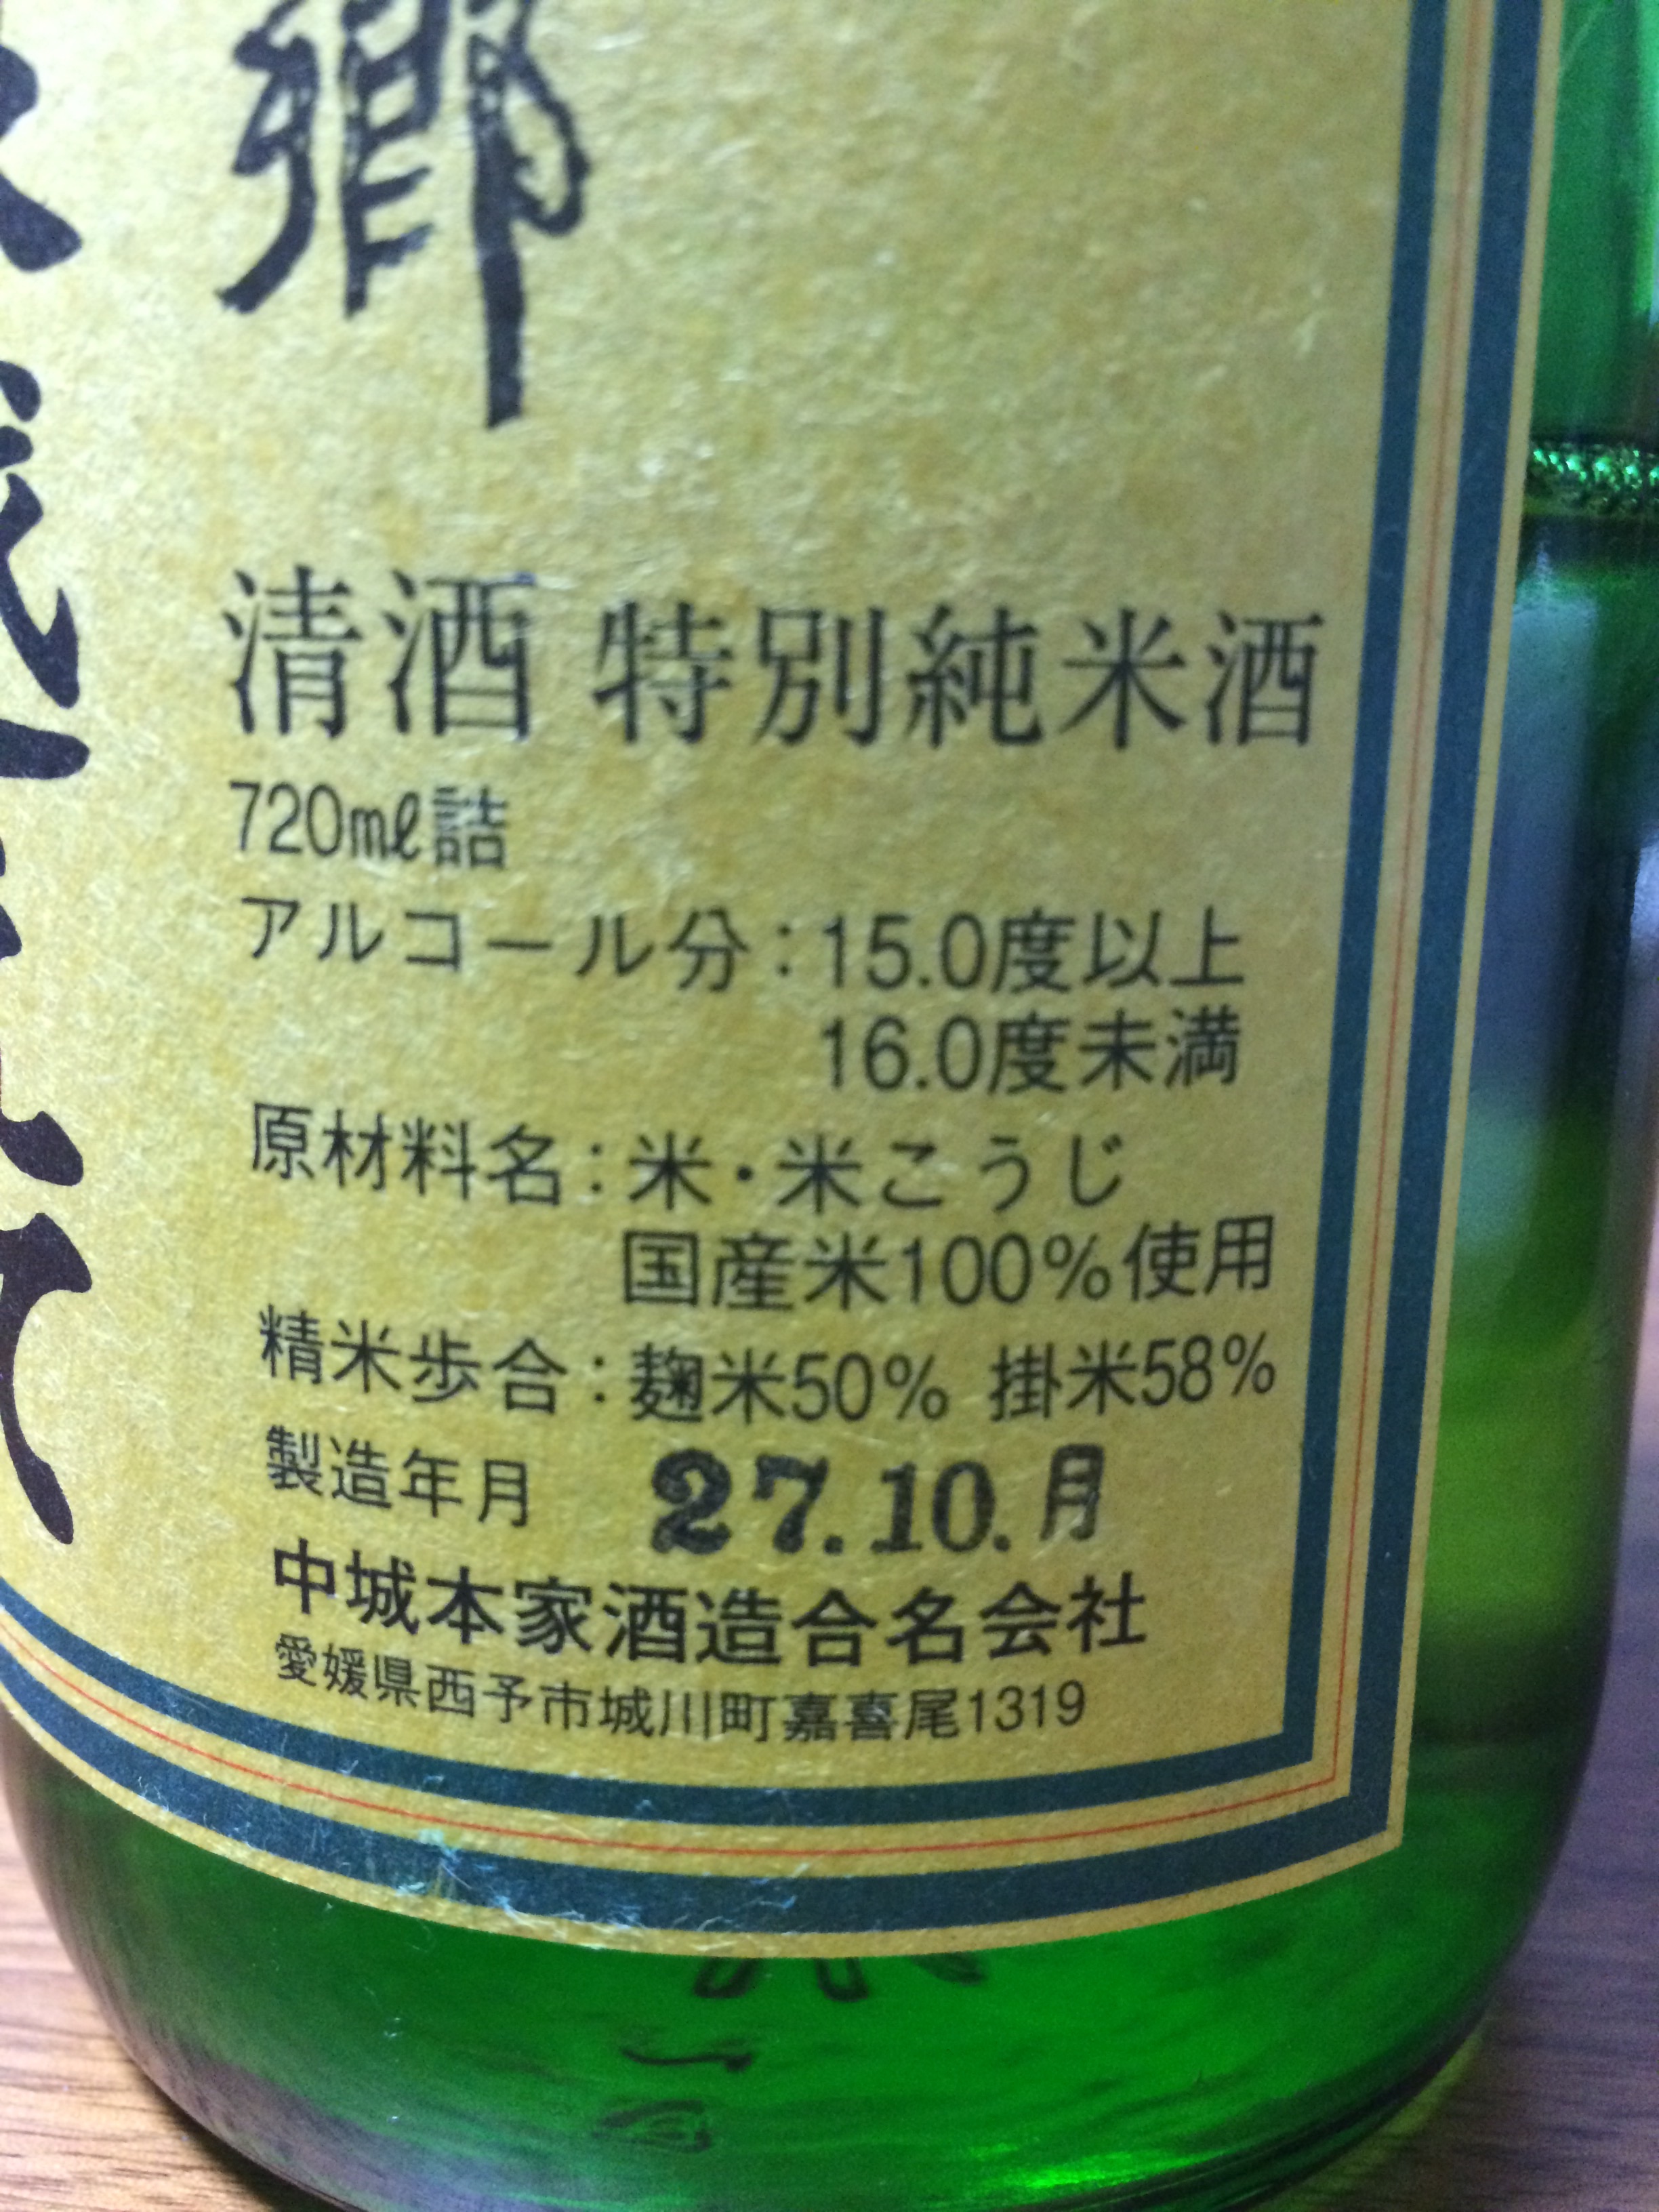 郷
清酒 特別純米酒
720mℓ詰
アルコール分:15.0度以上
16.0度未満
原材料名:米・米こうじ
国産米100%使用
精米歩合:麹米50% 掛米58%
製造年月 27.10.月
中城本家酒造合名会社
愛媛県西予市城川町嘉喜尾1319